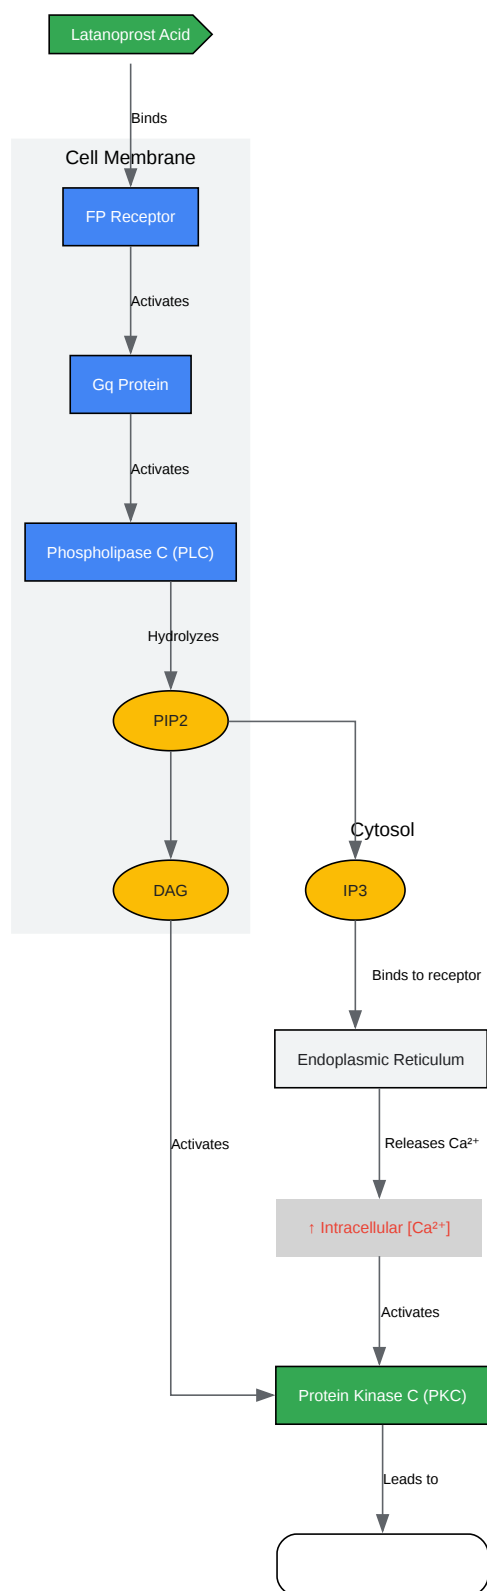 Latanoprost Acid
Binds
Cell Membrane
FP Receptor
Activates
Gq Protein
Activates
Phospholipase C (PLC)
Hydrolyzes
PIP2
Cytosol
DAG
IP3
Binds to receptor
Endoplasmic Reticulum
Activates
Releases Ca²⁺
↑ Intracellular [Ca²⁺]
Activates
Protein Kinase C (PKC)
Leads to